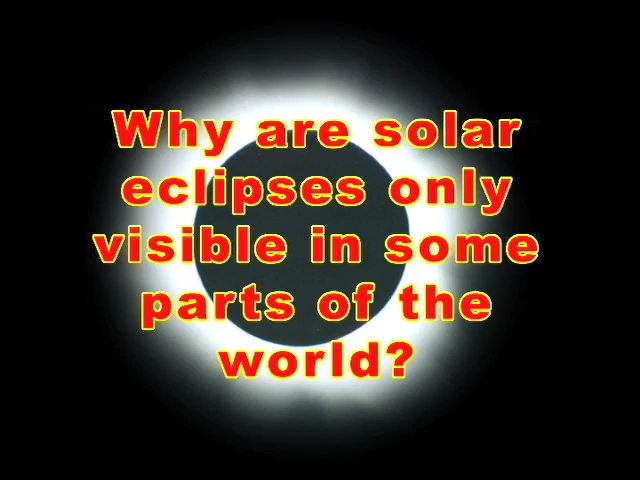 Why are solar
eclipses only
visible in some
parts of the
world?